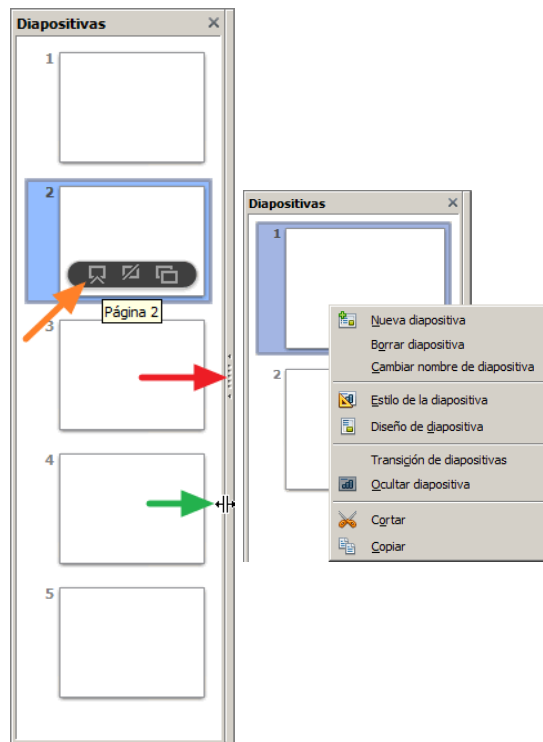 Diapositivas
1
2
Página 2
3
4
5
Diapositivas
1
2
Nueva diapositiva
Borrar diapositiva
Cambiar nombre de diapositiva
Estilo de la diapositiva
Diseño de diapositiva
Transición de diapositivas
Ocultar diapositiva
Cortar
Copiar